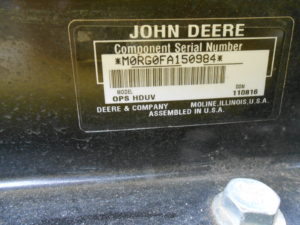 JOHN DEERE
Component Serial Number
*M0RG0FA150984*
MODEL DSN
OPS HDUV 110816
DEERE & COMPANY MOLINE, ILLINOIS, U.S.A.
ASSEMBLED IN U.S.A.